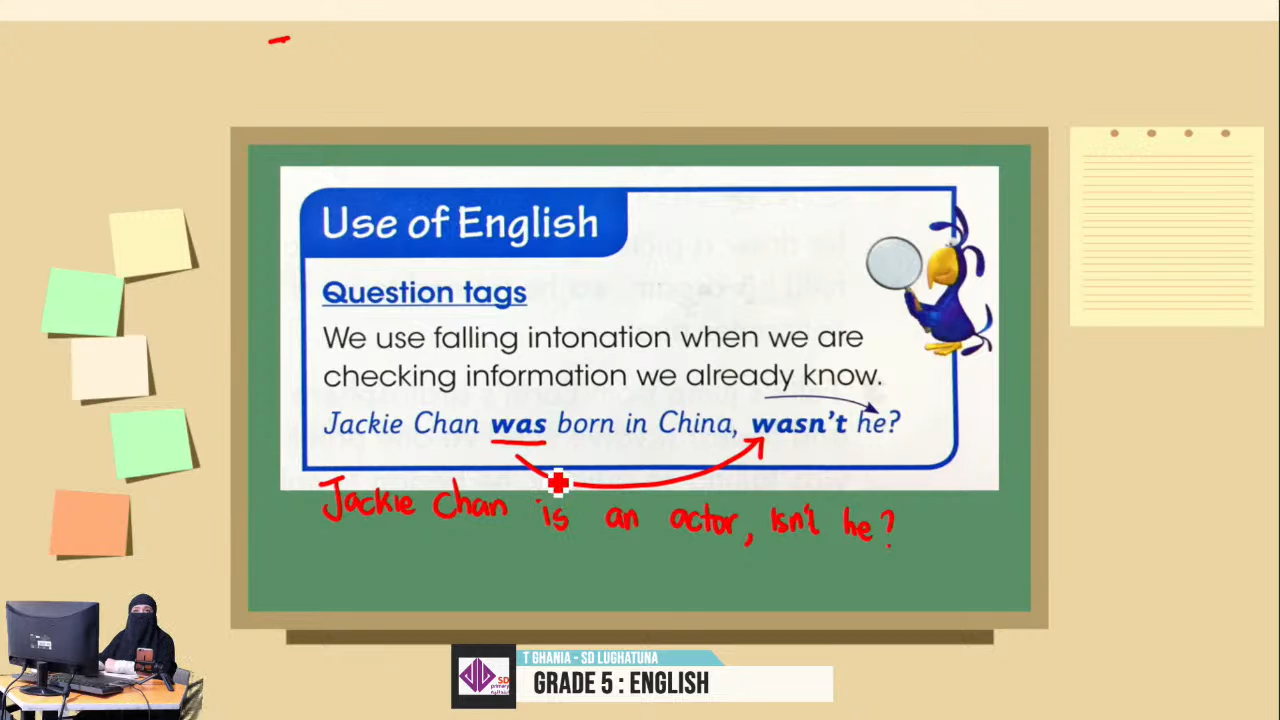 Use of English
Question tags
We use falling intonation when we are
checking information we already know.
Jackie Chan was born in China, wasn't he?
Jackie Chan is an actor, Isn't he?
T GHANIA - SD LUGHATUNA
GRADE 5 : ENGLISH
SD
primary